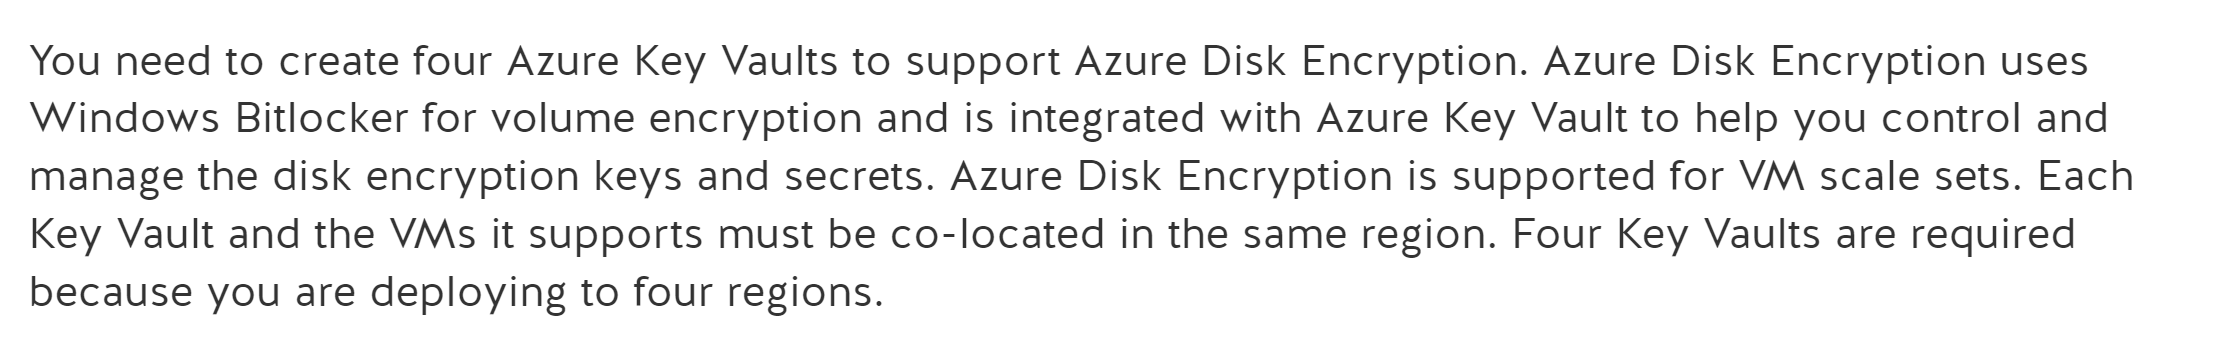 You need to create four Azure Key Vaults to support Azure Disk Encryption. Azure Disk Encryption uses
Windows Bitlocker for volume encryption and is integrated with Azure Key Vault to help you control and
manage the disk encryption keys and secrets. Azure Disk Encryption is supported for VM scale sets. Each
Key Vault and the VMs it supports must be co-located in the same region. Four Key Vaults are required
because you are deploying to four regions.